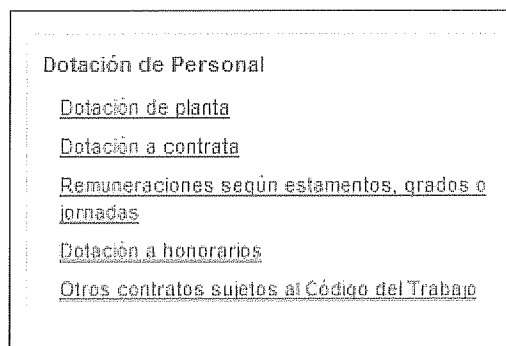 Dotación de Personal
Dotación de planta
Dotación a contrata
Remuneraciones según estamentos, grados o
jornadas
Dotación a honorarios
Otros contratos sujetos al Código del Trabajo